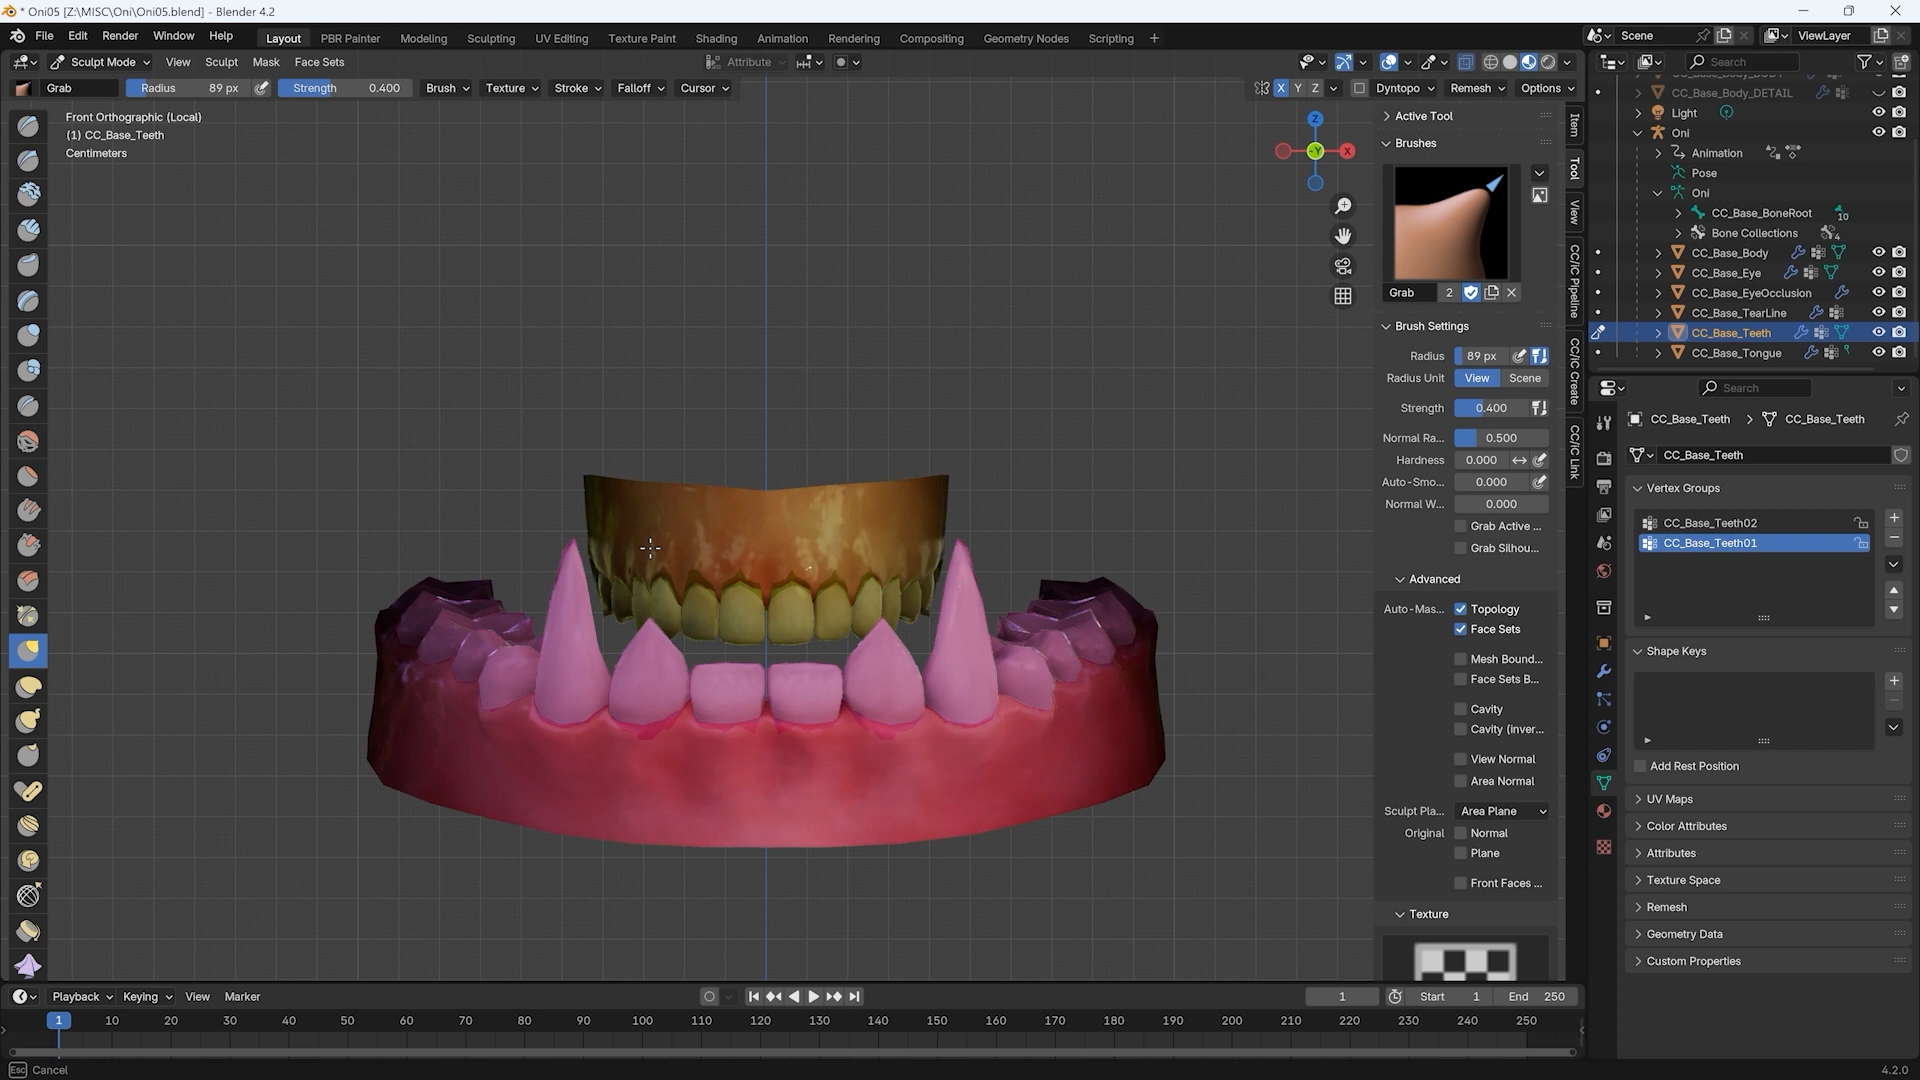 * Oni05 [Z:\MISC\Oni\Oni05.blend] - Blender 4.2
File Edit Render Window Help Layout PBR Painter Modeling Sculpting UV Editing Texture Paint Shading Animation Rendering Compositing Geometry Nodes Scripting + Scene ViewLayer
Sculpt Mode View Sculpt Mask Face Sets Attribute Search
Grab Radius 89 px Strength 0.400 Brush Texture Stroke Falloff Cursor X Y Z Dyntopo Remesh Options
Front Orthographic (Local)
(1) CC_Base_Teeth
Centimeters
Z
-Y
X
Active Tool
Brushes
Grab 2
Brush Settings
Radius 89 px
Radius Unit View Scene
Strength 0.400
Normal Ra... 0.500
Hardness 0.000
Auto-Smo... 0.000
Normal W... 0.000
Grab Active ...
Grab Silhou...
Advanced
Auto-Mas... Topology
Face Sets
Mesh Bound...
Face Sets B...
Cavity
Cavity (inver...
View Normal
Area Normal
Sculpt Pla... Area Plane
Original Normal
Plane
Front Faces ...
Texture
Item
Tool
View
CC/iC Pipeline
CC/iC Create
CC/iC Link
CC_Base_Body_DETAIL
Light
Oni
Animation
Pose
Oni
CC_Base_BoneRoot 10
Bone Collections 4
CC_Base_Body
CC_Base_Eye
CC_Base_EyeOcclusion
CC_Base_TearLine
CC_Base_Teeth
CC_Base_Tongue
Search
CC_Base_Teeth > CC_Base_Teeth
CC_Base_Teeth
Vertex Groups
CC_Base_Teeth02
CC_Base_Teeth01
Shape Keys
Add Rest Position
UV Maps
Color Attributes
Attributes
Texture Space
Remesh
Geometry Data
Custom Properties
Playback Keying View Marker 1 Start 1 End 250
1 10 20 30 40 50 60 70 80 90 100 110 120 130 140 150 160 170 180 190 200 210 220 230 240 250
Esc Cancel 4.2.0